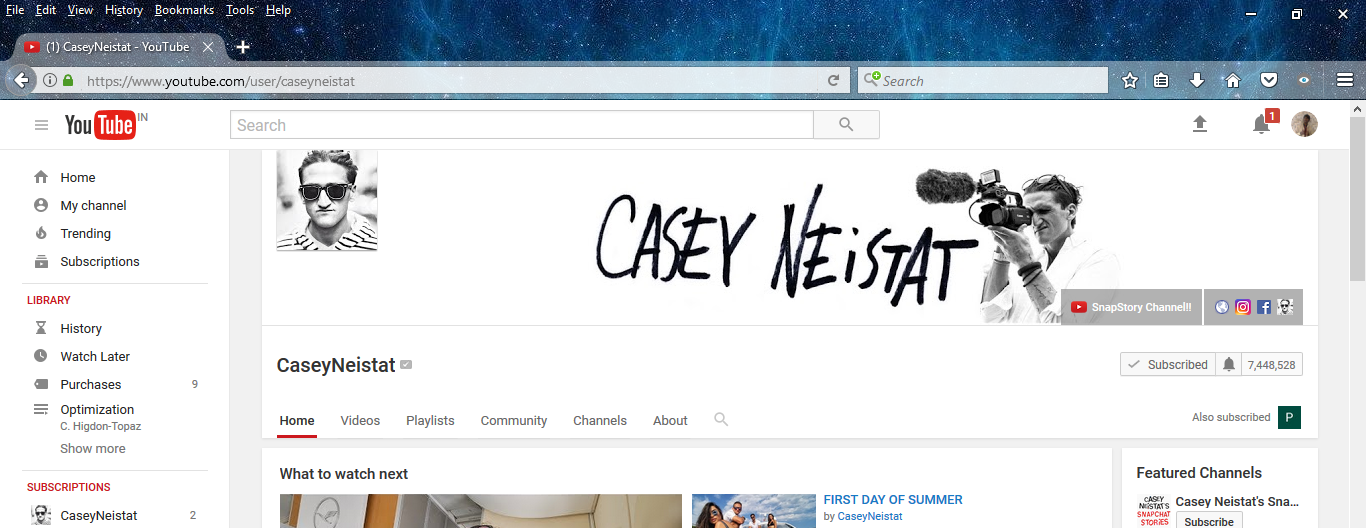 File Edit View History Bookmarks Tools Help
(1) CaseyNeistat - YouTube
https://www.youtube.com/user/caseyneistat
Search
YouTube IN
Search
1
Home
My channel
Trending
Subscriptions
LIBRARY
History
Watch Later
Purchases 9
Optimization
C. Higdon-Topaz
Show more
SUBSCRIPTIONS
CaseyNeistat 2
CASEY NEiSTAT
SnapStory Channel!!
CaseyNeistat
Subscribed 7,448,528
Home Videos Playlists Community Channels About
Also subscribed P
What to watch next
FIRST DAY OF SUMMER
by CaseyNeistat
Featured Channels
CASEY NEISTAT'S SNAPCHAT STORIES
Casey Neistat's Sna...
Subscribe